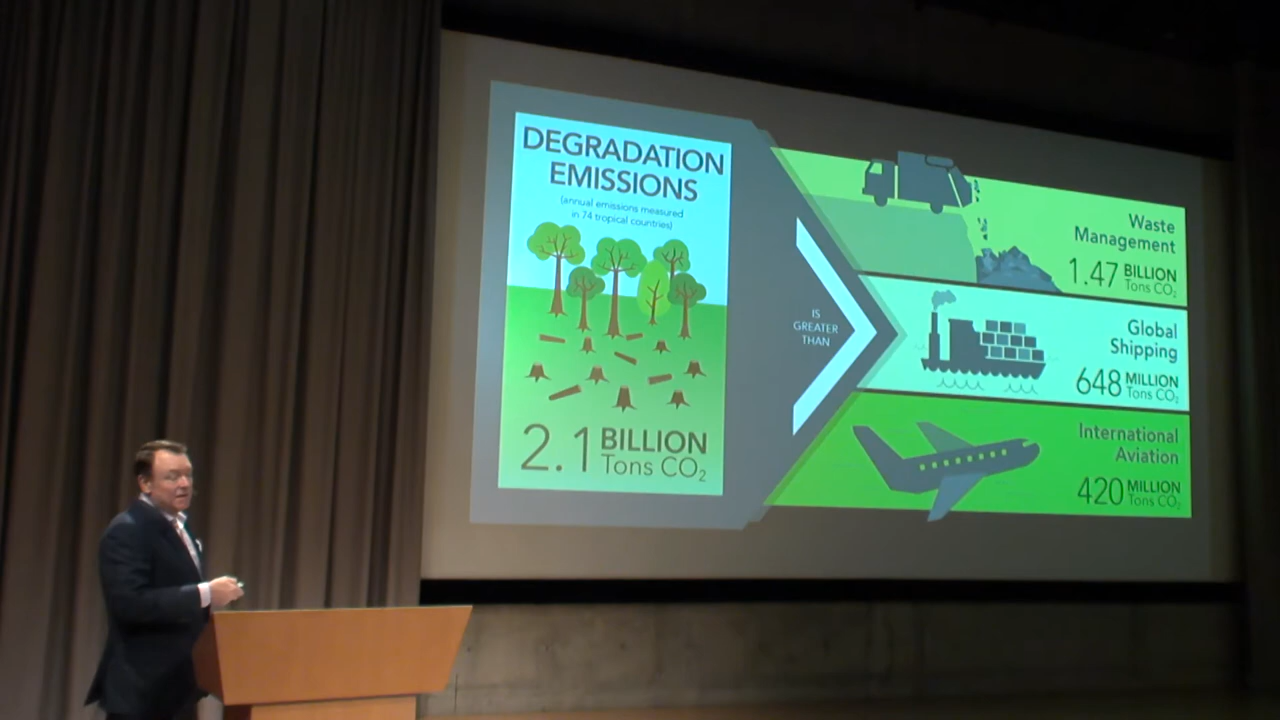 DEGRADATION
EMISSIONS
(annual emissions measured
in 74 tropical countries)
2.1 BILLION
Tons CO₂
IS
GREATER
THAN
Waste
Management
1.47 BILLION
Tons CO₂
Global
Shipping
648 MILLION
Tons CO₂
International
Aviation
420 MILLION
Tons CO₂